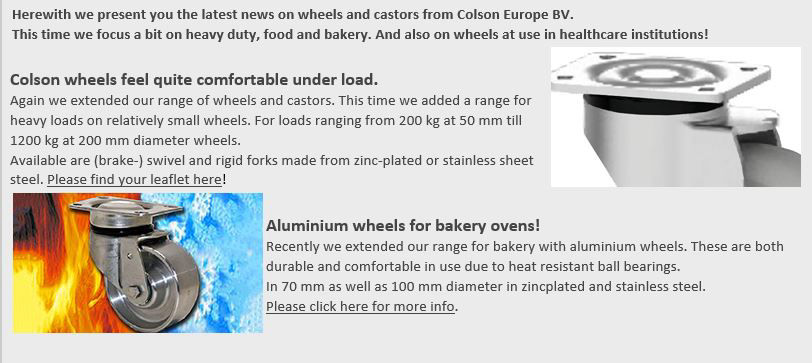 Herewith we present you the latest news on wheels and castors from Colson Europe BV.
This time we focus a bit on heavy duty, food and bakery. And also on wheels at use in healthcare institutions!
Colson wheels feel quite comfortable under load.
Again we extended our range of wheels and castors. This time we added a range for
heavy loads on relatively small wheels. For loads ranging from 200 kg at 50 mm till
1200 kg at 200 mm diameter wheels.
Available are (brake-) swivel and rigid forks made from zinc-plated or stainless sheet
steel. Please find your leaflet here!
Aluminium wheels for bakery ovens!
Recently we extended our range for bakery with aluminium wheels. These are both
durable and comfortable in use due to heat resistant ball bearings.
In 70 mm as well as 100 mm diameter in zincplated and stainless steel.
Please click here for more info.